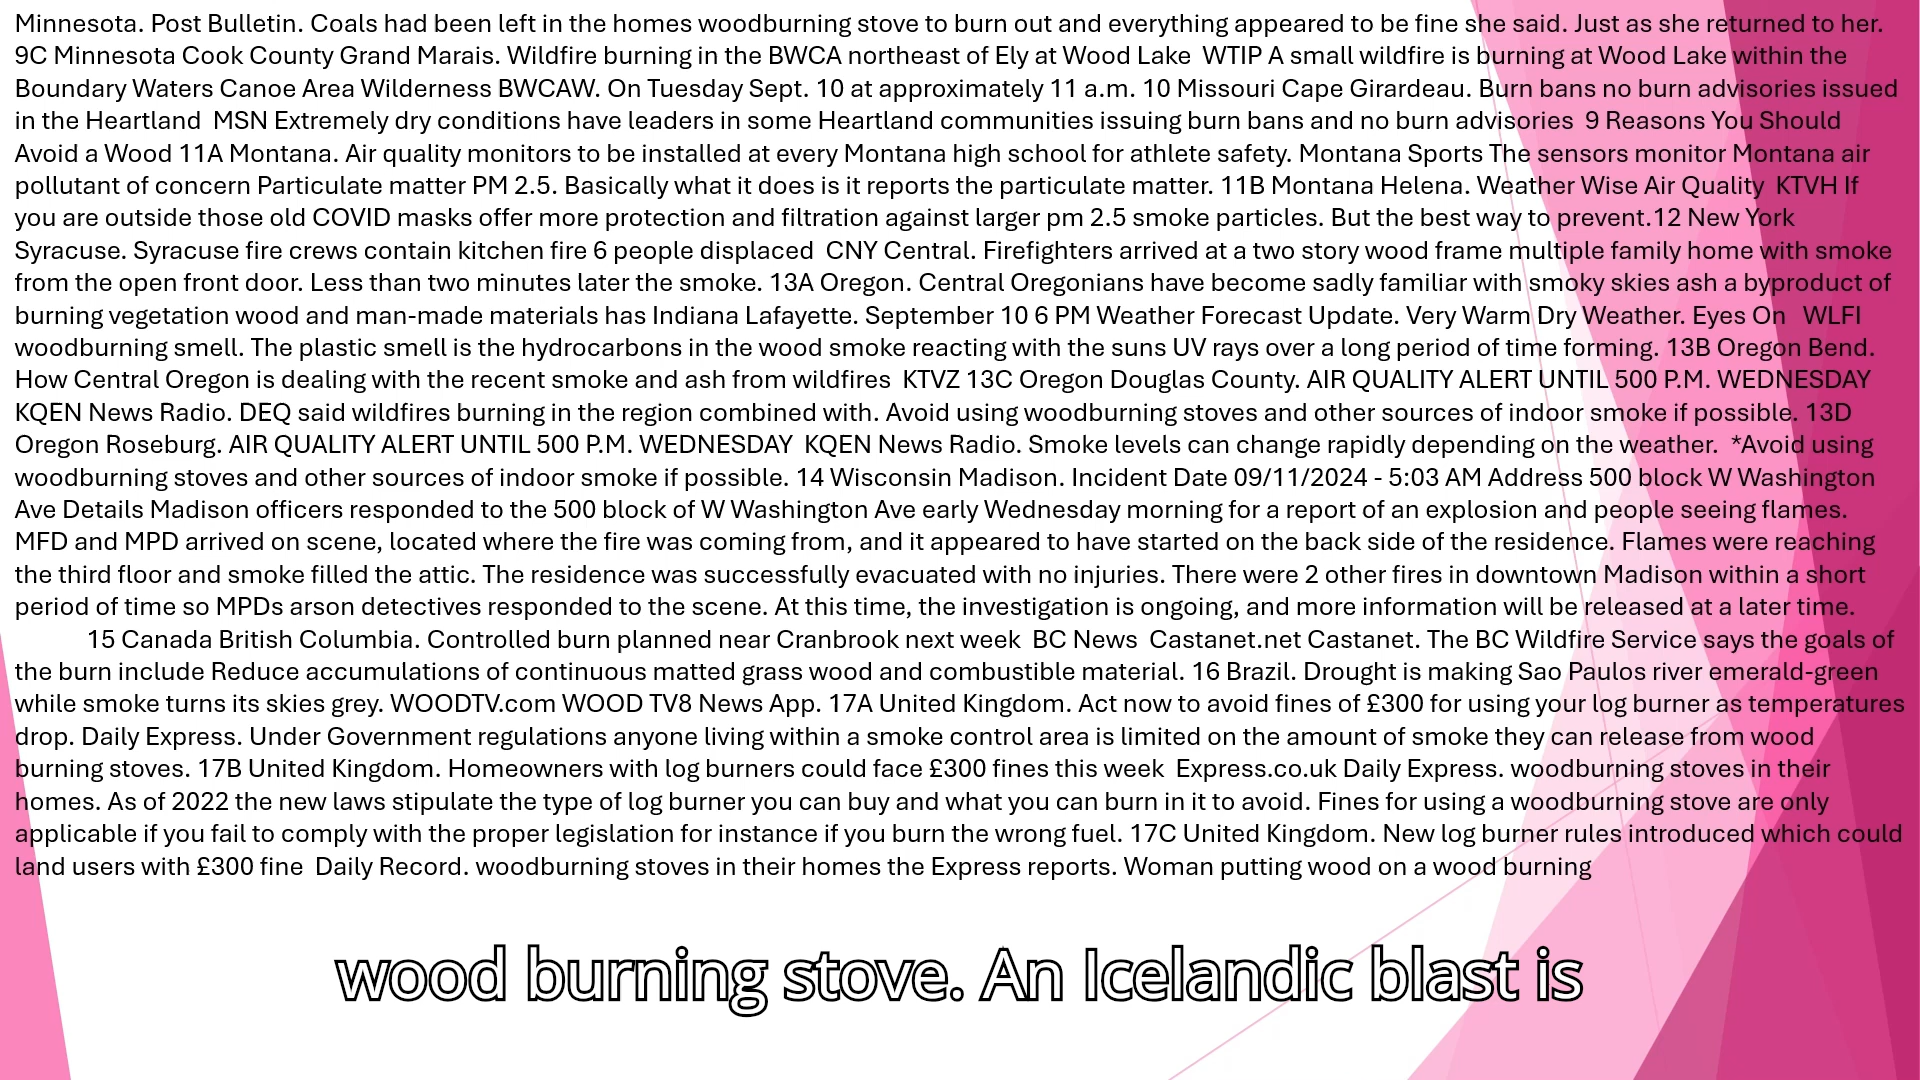 Minnesota. Post Bulletin. Coals had been left in the homes woodburning stove to burn out and everything appeared to be fine she said. Just as she returned to her.
9C Minnesota Cook County Grand Marais. Wildfire burning in the BWCA northeast of Ely at Wood Lake  WTIP A small wildfire is burning at Wood Lake within the
Boundary Waters Canoe Area Wilderness BWCAW. On Tuesday Sept. 10 at approximately 11 a.m. 10 Missouri Cape Girardeau. Burn bans no burn advisories issued
in the Heartland  MSN Extremely dry conditions have leaders in some Heartland communities issuing burn bans and no burn advisories  9 Reasons You Should
Avoid a Wood 11A Montana. Air quality monitors to be installed at every Montana high school for athlete safety. Montana Sports The sensors monitor Montana air
pollutant of concern Particulate matter PM 2.5. Basically what it does is it reports the particulate matter. 11B Montana Helena. Weather Wise Air Quality  KTVH If
you are outside those old COVID masks offer more protection and filtration against larger pm 2.5 smoke particles. But the best way to prevent.12 New York
Syracuse. Syracuse fire crews contain kitchen fire 6 people displaced  CNY Central. Firefighters arrived at a two story wood frame multiple family home with smoke
from the open front door. Less than two minutes later the smoke. 13A Oregon. Central Oregonians have become sadly familiar with smoky skies ash a byproduct of
burning vegetation wood and man-made materials has Indiana Lafayette. September 10 6 PM Weather Forecast Update. Very Warm Dry Weather. Eyes On   WLFI
woodburning smell. The plastic smell is the hydrocarbons in the wood smoke reacting with the suns UV rays over a long period of time forming. 13B Oregon Bend.
How Central Oregon is dealing with the recent smoke and ash from wildfires  KTVZ 13C Oregon Douglas County. AIR QUALITY ALERT UNTIL 500 P.M. WEDNESDAY
KQEN News Radio. DEQ said wildfires burning in the region combined with. Avoid using woodburning stoves and other sources of indoor smoke if possible. 13D
Oregon Roseburg. AIR QUALITY ALERT UNTIL 500 P.M. WEDNESDAY  KQEN News Radio. Smoke levels can change rapidly depending on the weather.  *Avoid using
woodburning stoves and other sources of indoor smoke if possible. 14 Wisconsin Madison. Incident Date 09/11/2024 - 5:03 AM Address 500 block W Washington
Ave Details Madison officers responded to the 500 block of W Washington Ave early Wednesday morning for a report of an explosion and people seeing flames.
MFD and MPD arrived on scene, located where the fire was coming from, and it appeared to have started on the back side of the residence. Flames were reaching
the third floor and smoke filled the attic. The residence was successfully evacuated with no injuries. There were 2 other fires in downtown Madison within a short
period of time so MPDs arson detectives responded to the scene. At this time, the investigation is ongoing, and more information will be released at a later time.
15 Canada British Columbia. Controlled burn planned near Cranbrook next week  BC News  Castanet.net Castanet. The BC Wildfire Service says the goals of
the burn include Reduce accumulations of continuous matted grass wood and combustible material. 16 Brazil. Drought is making Sao Paulos river emerald-green
while smoke turns its skies grey. WOODTV.com WOOD TV8 News App. 17A United Kingdom. Act now to avoid fines of £300 for using your log burner as temperatures
drop. Daily Express. Under Government regulations anyone living within a smoke control area is limited on the amount of smoke they can release from wood
burning stoves. 17B United Kingdom. Homeowners with log burners could face £300 fines this week  Express.co.uk Daily Express. woodburning stoves in their
homes. As of 2022 the new laws stipulate the type of log burner you can buy and what you can burn in it to avoid. Fines for using a woodburning stove are only
applicable if you fail to comply with the proper legislation for instance if you burn the wrong fuel. 17C United Kingdom. New log burner rules introduced which could
land users with £300 fine  Daily Record. woodburning stoves in their homes the Express reports. Woman putting wood on a wood burning
wood burning stove. An Icelandic blast is